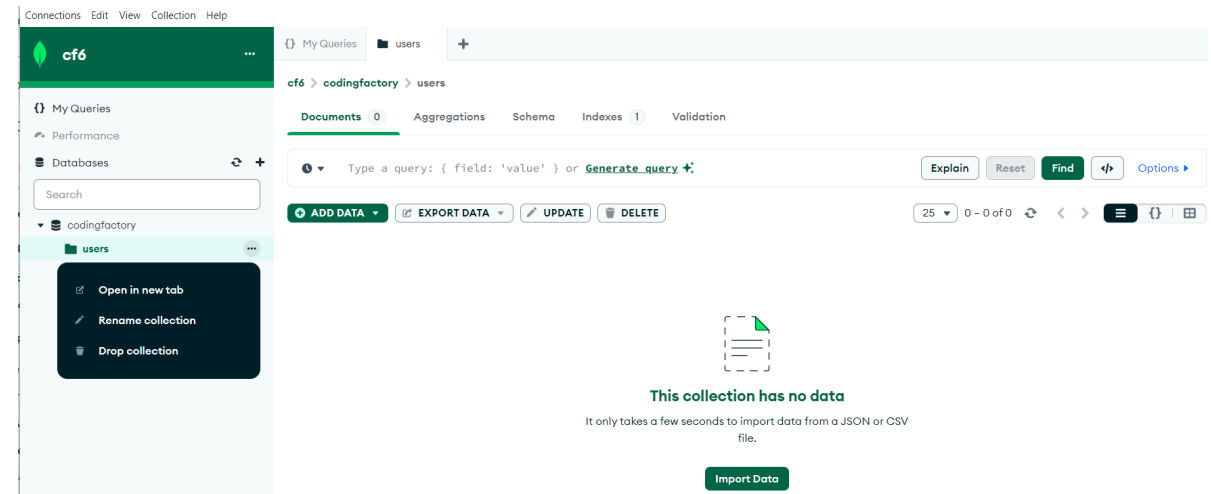 Connections Edit View Collection Help
cf6 ...
{} My Queries users +
cf6 > codingfactory > users
{} My Queries
Performance
Databases +
Search
codingfactory
users ...
Open in new tab
Rename collection
Drop collection
Documents 0 Aggregations Schema Indexes 1 Validation
Type a query: { field: 'value' } or Generate query
Explain Reset Find </> Options
ADD DATA EXPORT DATA UPDATE DELETE
25 0 – 0 of 0 {}
This collection has no data
It only takes a few seconds to import data from a JSON or CSV
file.
Import Data